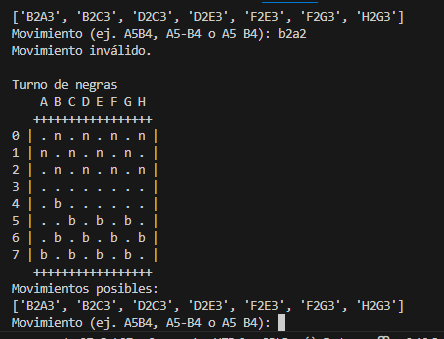 ['B2A3', 'B2C3', 'D2C3', 'D2E3', 'F2E3', 'F2G3', 'H2G3']
Movimiento (ej. A5B4, A5-B4 o A5 B4): b2a2
Movimiento inválido.
Turno de negras
A B C D E F G H
+++++++++++++++++
0 | . n . n . n . n |
1 | n . n . n . n . |
2 | . n . n . n . n |
3 | . . . . . . . . |
4 | . b . . . . . . |
5 | . . b . b . b . |
6 | . b . b . b . b |
7 | b . b . b . b . |
+++++++++++++++++
Movimientos posibles:
['B2A3', 'B2C3', 'D2C3', 'D2E3', 'F2E3', 'F2G3', 'H2G3']
Movimiento (ej. A5B4, A5-B4 o A5 B4):